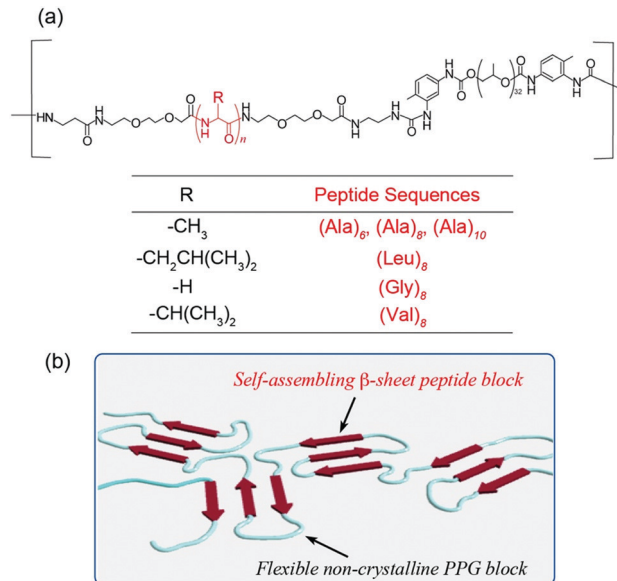 (a)
R
O
HN
N
H
O
O
O
H
N
O
n
H
N
O
O
O
N
H
H
N
O
N
H
H
N
O
O
O
32
O
H
N
H
N
O
R Peptide Sequences
-CH3 (Ala)6, (Ala)8, (Ala)10
-CH2CH(CH3)2 (Leu)8
-H (Gly)8
-CH(CH3)2 (Val)8
(b)
Self-assembling β-sheet peptide block
Flexible non-crystalline PPG block